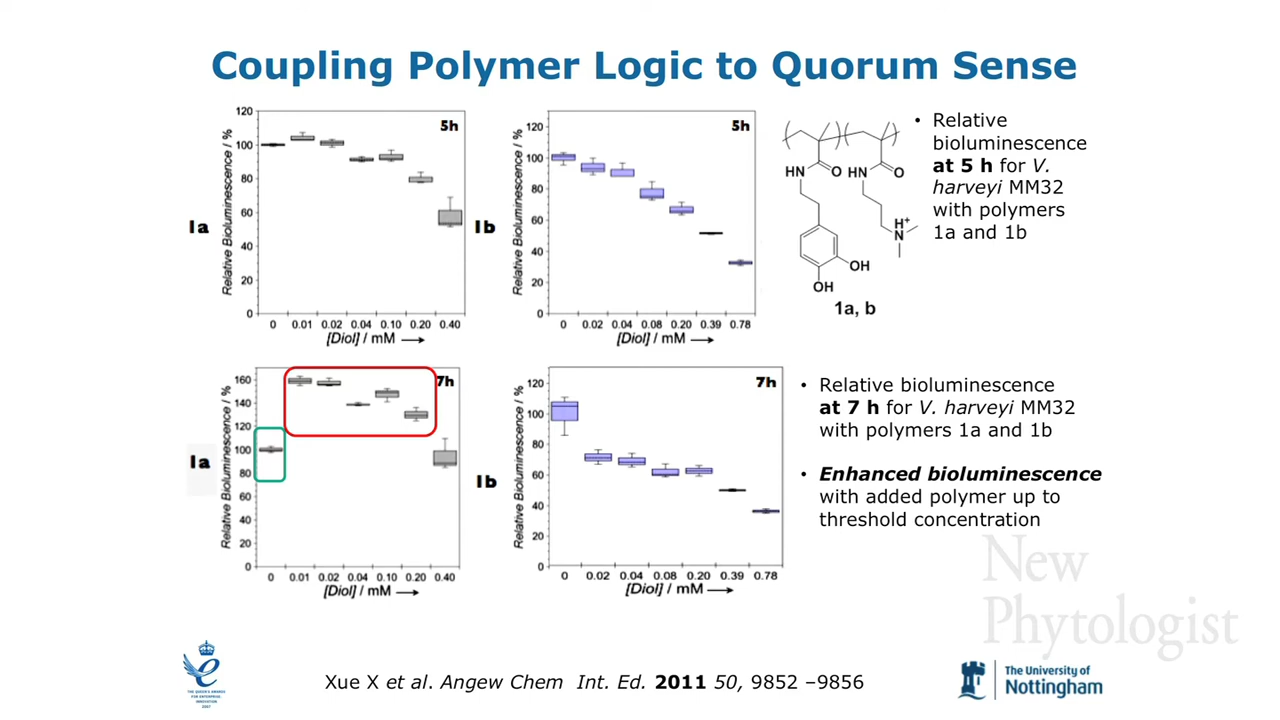 Coupling Polymer Logic to Quorum Sense
1a
Relative Bioluminescence / %
120
100
80
60
40
20
0
5h
0 0.01 0.02 0.04 0.10 0.20 0.40
[Diol] / mM
1b
Relative Bioluminescence / %
120
100
80
60
40
20
0
5h
0 0.02 0.04 0.08 0.20 0.39 0.78
[Diol] / mM
HN O HN O
H+
N
OH
OH
1a, b
• Relative
bioluminescence
at 5 h for V.
harveyi MM32
with polymers
1a and 1b
1a
Relative Bioluminescence / %
160
140
120
100
80
60
40
20
0
7h
0 0.01 0.02 0.04 0.10 0.20 0.40
[Diol] / mM
1b
Relative Bioluminescence / %
120
100
80
60
40
20
0
7h
0 0.02 0.04 0.08 0.20 0.39 0.78
[Diol] / mM
• Relative bioluminescence
at 7 h for V. harveyi MM32
with polymers 1a and 1b
• Enhanced bioluminescence
with added polymer up to
threshold concentration
New
Phytologist
THE QUEEN'S AWARDS
FOR ENTERPRISE:
INNOVATION
2007
Xue X et al. Angew Chem Int. Ed. 2011 50, 9852 –9856
The University of
Nottingham